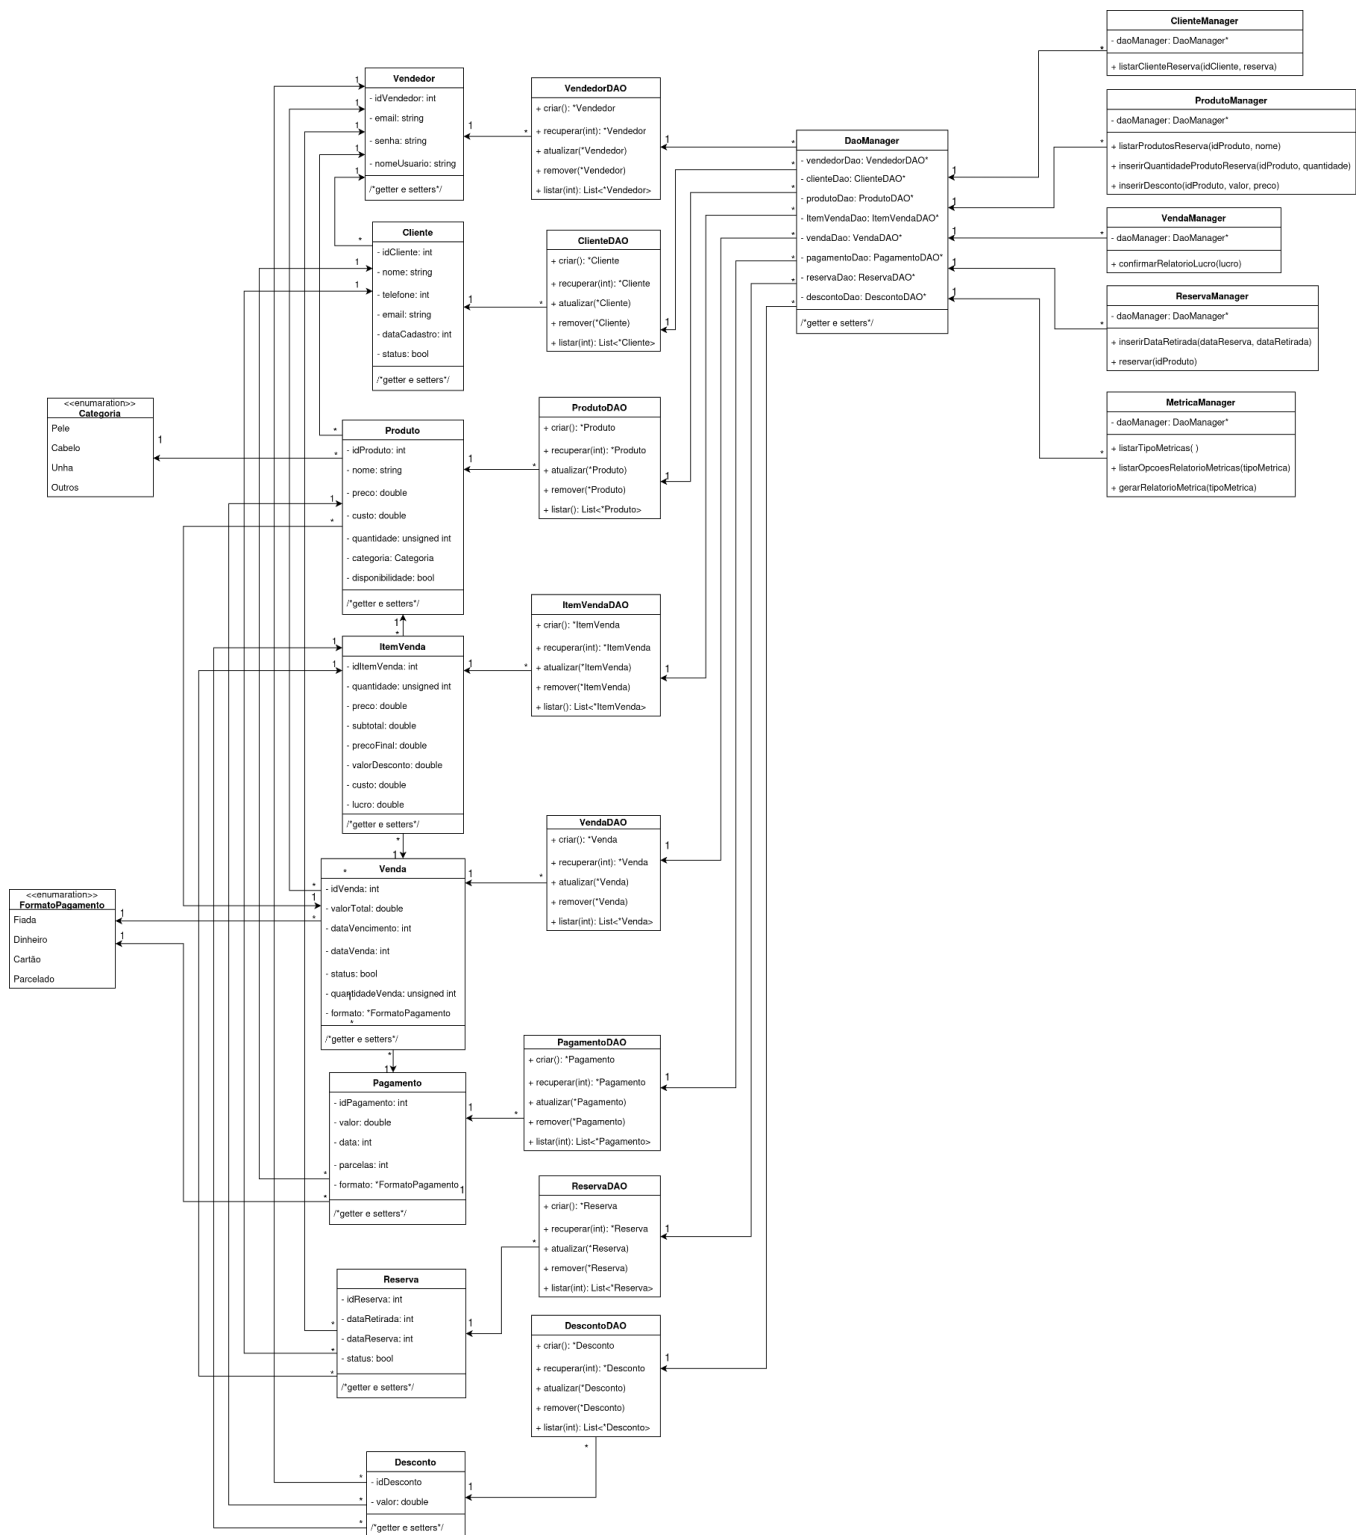 ClienteManager
- daoManager: DaoManager*
+ listarClienteReserva(idCliente, reserva)
ProdutoManager
- daoManager: DaoManager*
+ listarProdutosReserva(idProduto, nome)
+ inserirQuantidadeProdutoReserva(idProduto, quantidade)
+ inserirDesconto(idProduto, valor, preco)
VendaManager
- daoManager: DaoManager*
+ confirmarRelatorioLucro(lucro)
ReservaManager
- daoManager: DaoManager*
+ inserirDataRetirada(dataReserva, dataRetirada)
+ reservar(idProduto)
MetricaManager
- daoManager: DaoManager*
+ listarTipoMetricas( )
+ listarOpcoesRelatorioMetricas(tipoMetrica)
+ gerarRelatorioMetrica(tipoMetrica)
DaoManager
- vendedorDao: VendedorDAO*
- clienteDao: ClienteDAO*
- produtoDao: ProdutoDAO*
- ItemVendaDao: ItemVendaDAO*
- vendaDao: VendaDAO*
- pagamentoDao: PagamentoDAO*
- reservaDao: ReservaDAO*
- descontoDao: DescontoDAO*
/*getter e setters*/
Vendedor
- idVendedor: int
- email: string
- senha: string
- nomeUsuario: string
/*getter e setters*/
VendedorDAO
+ criar(): *Vendedor
+ recuperar(int): *Vendedor
+ atualizar(*Vendedor)
+ remover(*Vendedor)
+ listar(int): List<*Vendedor>
Cliente
- idCliente: int
- nome: string
- telefone: int
- email: string
- dataCadastro: int
- status: bool
/*getter e setters*/
ClienteDAO
+ criar(): *Cliente
+ recuperar(int): *Cliente
+ atualizar(*Cliente)
+ remover(*Cliente)
+ listar(int): List<*Cliente>
<<enumaration>>
Categoria
Pele
Cabelo
Unha
Outros
Produto
- idProduto: int
- nome: string
- preco: double
- custo: double
- quantidade: unsigned int
- categoria: Categoria
- disponibilidade: bool
/*getter e setters*/
ProdutoDAO
+ criar(): *Produto
+ recuperar(int): *Produto
+ atualizar(*Produto)
+ remover(*Produto)
+ listar(): List<*Produto>
ItemVenda
- idItemVenda: int
- quantidade: unsigned int
- preco: double
- subtotal: double
- precoFinal: double
- valorDesconto: double
- custo: double
- lucro: double
/*getter e setters*/
ItemVendaDAO
+ criar(): *ItemVenda
+ recuperar(int): *ItemVenda
+ atualizar(*ItemVenda)
+ remover(*ItemVenda)
+ listar(): List<*ItemVenda>
<<enumaration>>
FormatoPagamento
Fiada
Dinheiro
Cartão
Parcelado
Venda
- idVenda: int
- valorTotal: double
- dataVencimento: int
- dataVenda: int
- status: bool
- quantidadeVenda: unsigned int
- formato: *FormatoPagamento
/*getter e setters*/
VendaDAO
+ criar(): *Venda
+ recuperar(int): *Venda
+ atualizar(*Venda)
+ remover(*Venda)
+ listar(int): List<*Venda>
Pagamento
- idPagamento: int
- valor: double
- data: int
- parcelas: int
- formato: *FormatoPagamento
/*getter e setters*/
PagamentoDAO
+ criar(): *Pagamento
+ recuperar(int): *Pagamento
+ atualizar(*Pagamento)
+ remover(*Pagamento)
+ listar(int): List<*Pagamento>
Reserva
- idReserva: int
- dataRetirada: int
- dataReserva: int
- status: bool
/*getter e setters*/
ReservaDAO
+ criar(): *Reserva
+ recuperar(int): *Reserva
+ atualizar(*Reserva)
+ remover(*Reserva)
+ listar(int): List<*Reserva>
DescontoDAO
+ criar(): *Desconto
+ recuperar(int): *Desconto
+ atualizar(*Desconto)
+ remover(*Desconto)
+ listar(int): List<*Desconto>
Desconto
- idDesconto
- valor: double
/*getter e setters*/